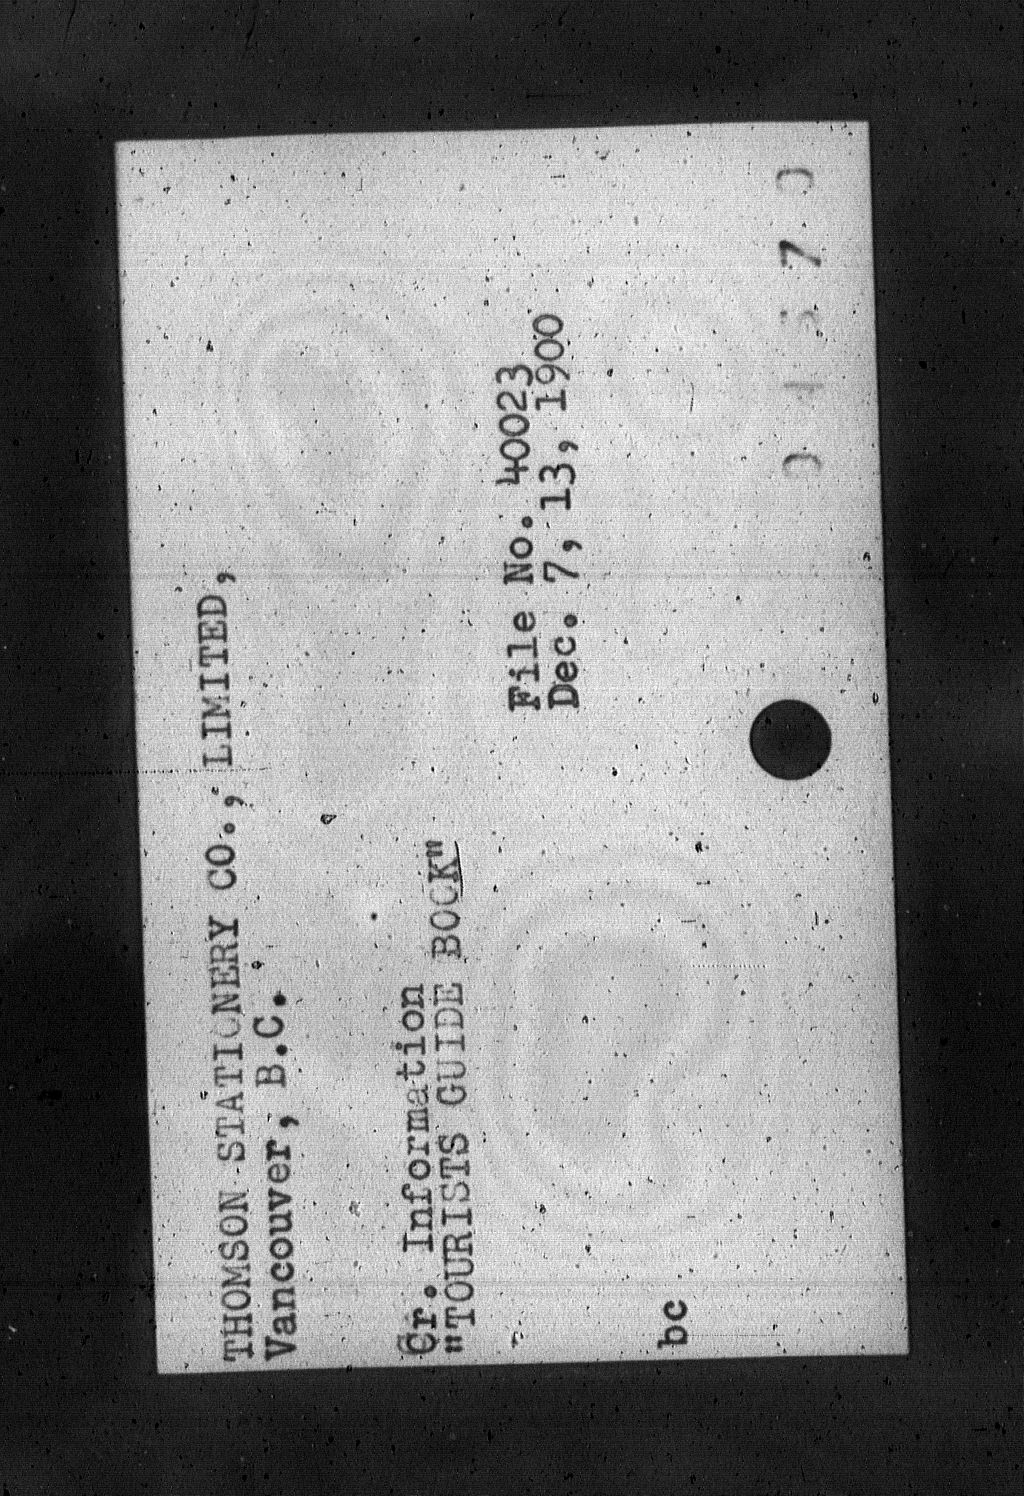 THOMSON STATIONERY CO., LIMITED,
Vancouver, B.C.
Cr. Information
"TOURISTS GUIDE BOOK"
File No. 40023
Dec. 7, 13, 1900
bc